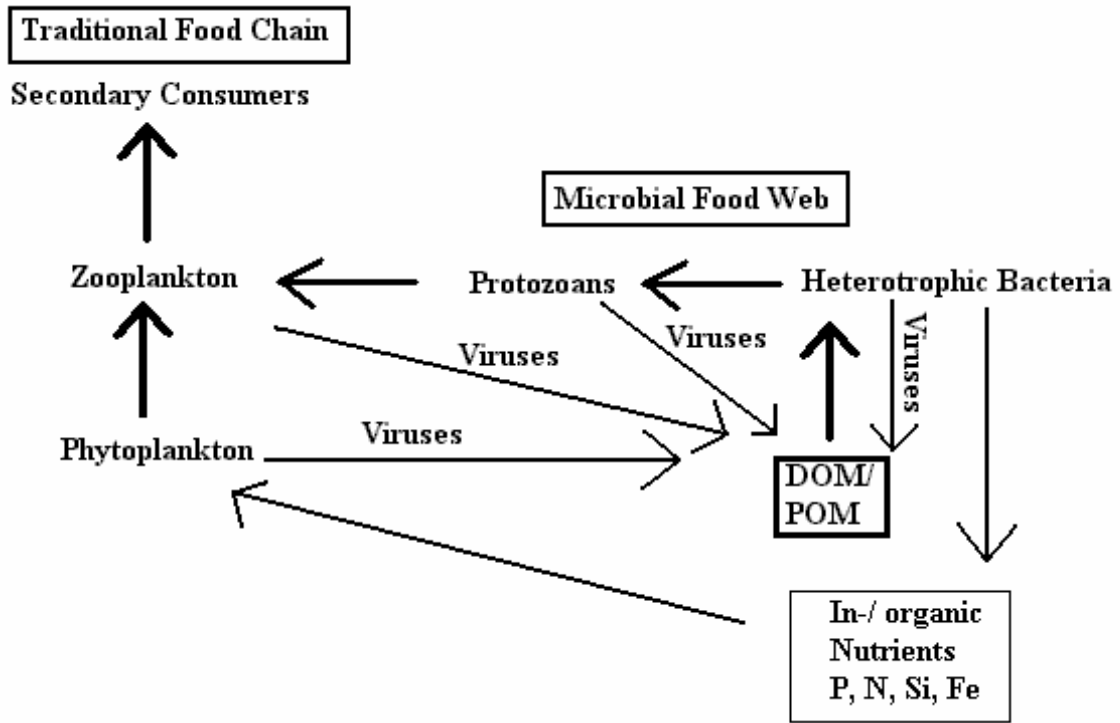 Traditional Food Chain
Secondary Consumers
Microbial Food Web
Zooplankton
Protozoans
Heterotrophic Bacteria
Viruses
Viruses
Viruses
Viruses
Phytoplankton
DOM/
POM
In-/ organic
Nutrients
P, N, Si, Fe